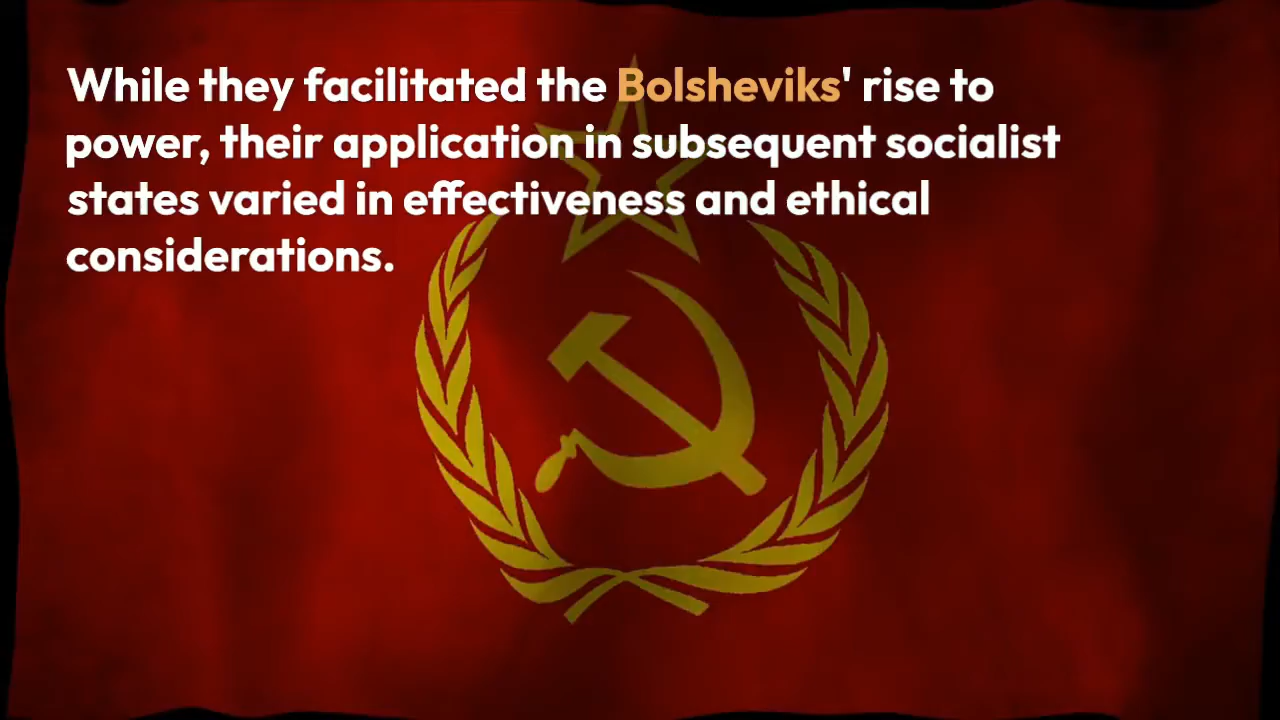 While they facilitated the Bolsheviks' rise to
power, their application in subsequent socialist
states varied in effectiveness and ethical
considerations.